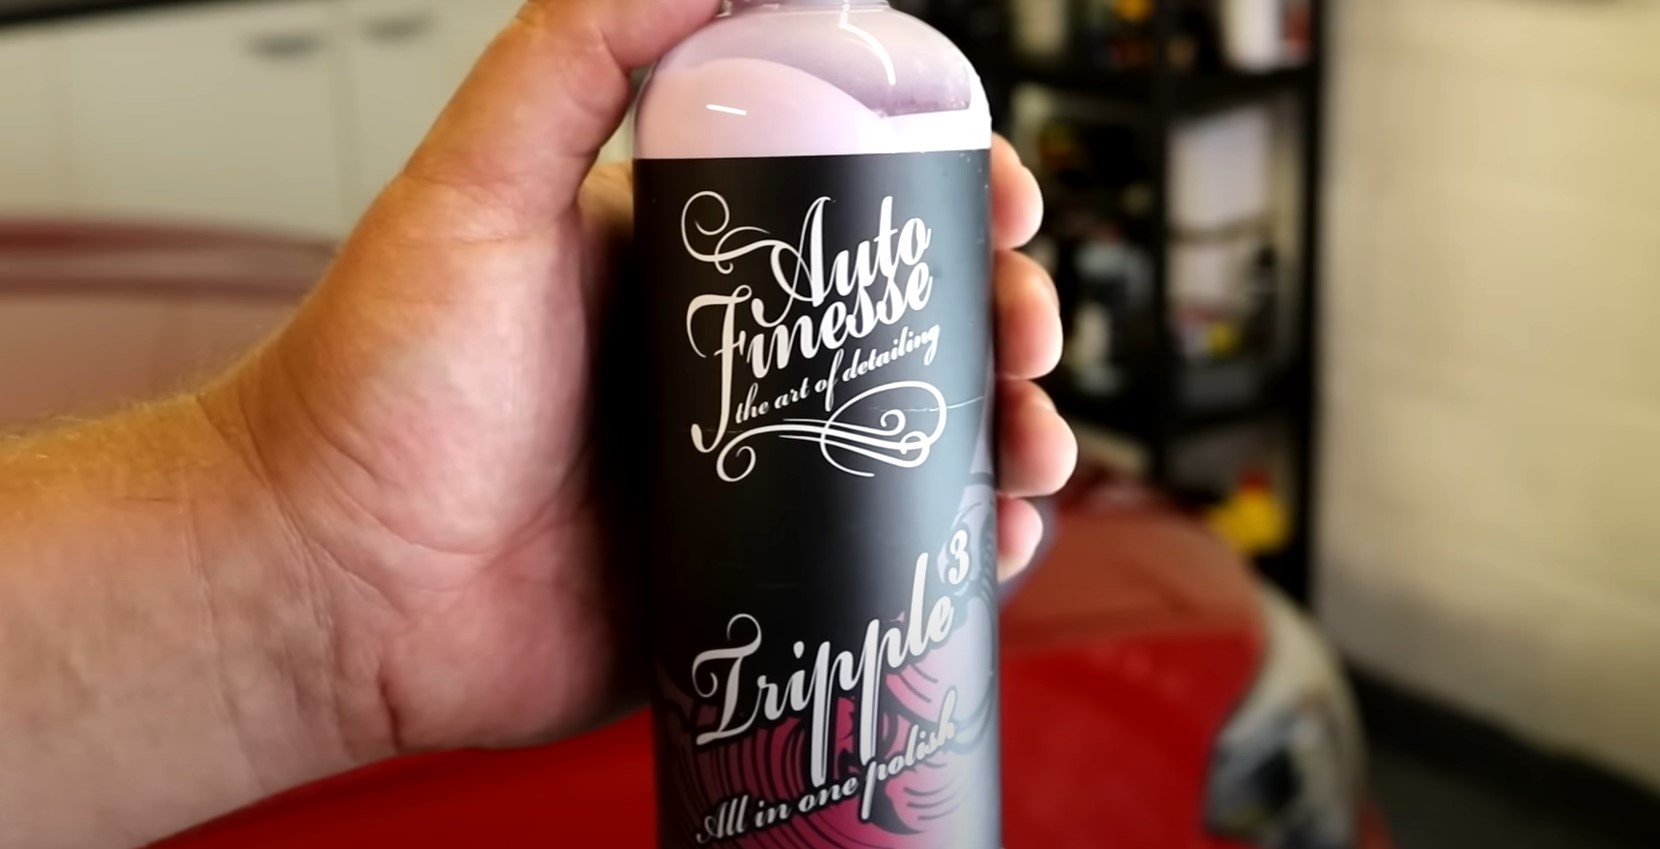 Auto
Finesse
the art of detailing
Tripple³
All in one polish